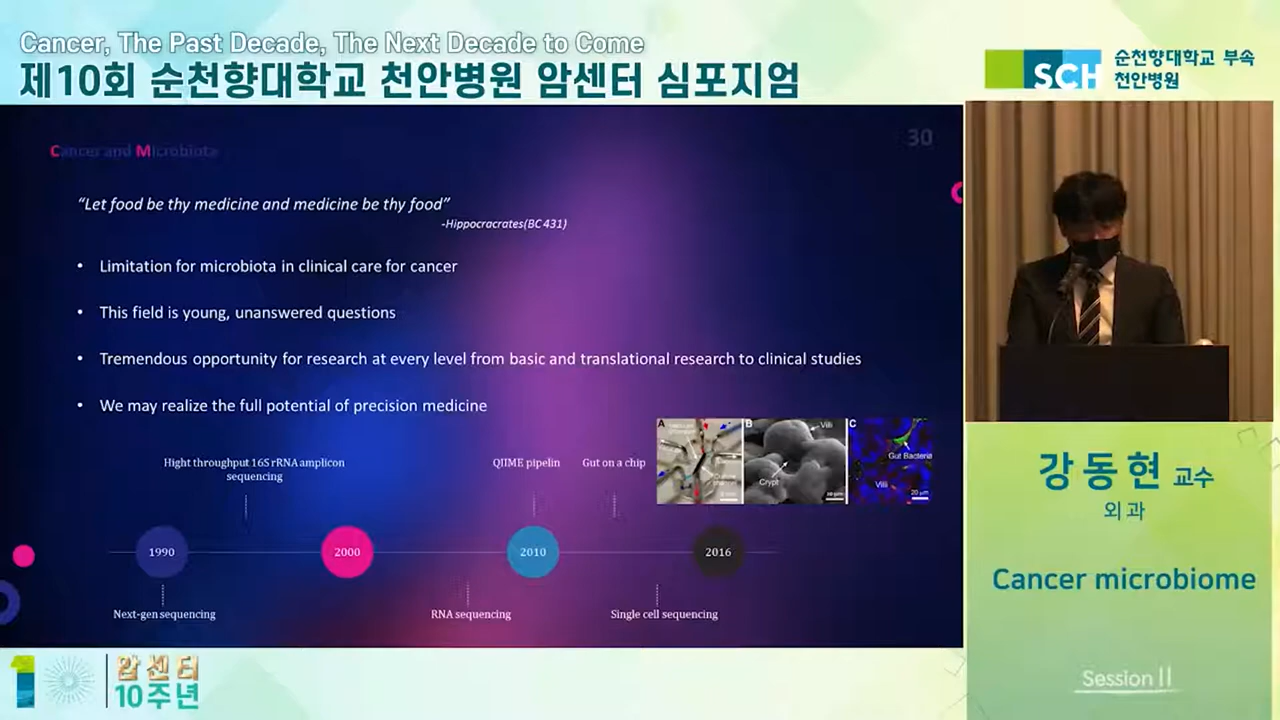 Cancer, The Past Decade, The Next Decade to Come
제10회 순천향대학교 천안병원 암센터 심포지엄
SCH
순천향대학교 부속
천안병원
30
Cancer and Microbiota
“Let food be thy medicine and medicine be thy food”
-Hippocracrates(BC 431)
• Limitation for microbiota in clinical care for cancer
• This field is young, unanswered questions
• Tremendous opportunity for research at every level from basic and translational research to clinical studies
• We may realize the full potential of precision medicine
A
B
Villi
Crypt
C
Gut Bacteria
Villi
20 μm
Hight throughput 16S rRNA amplicon
sequencing
QIIME pipelin
Gut on a chip
1990
2000
2010
2016
Next-gen sequencing
RNA sequencing
Single cell sequencing
강동현 교수
외과
Cancer microbiome
Session II
10
암센터
10주년